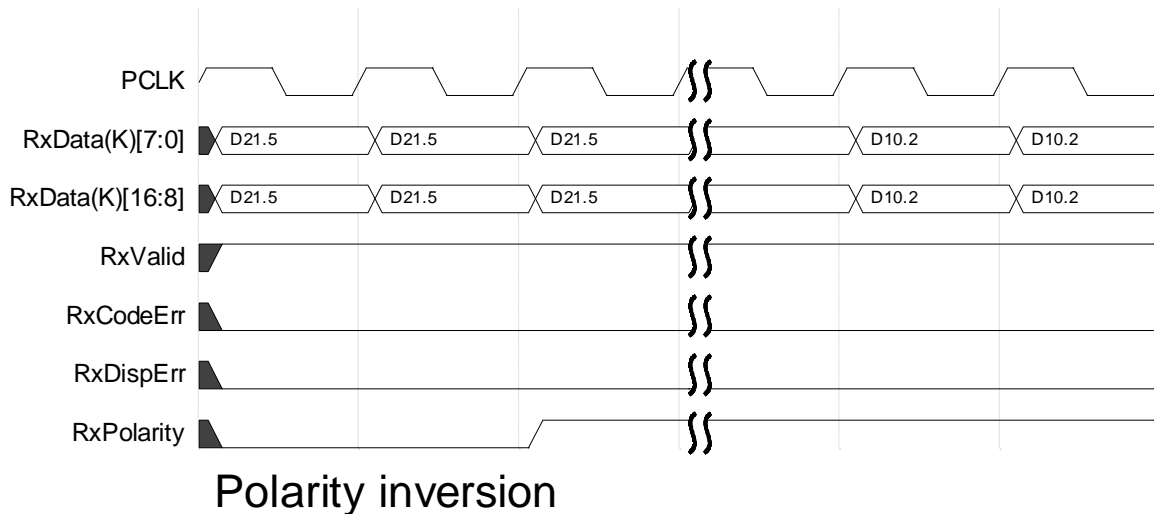 PCLK
RxData(K)[7:0] D21.5 D21.5 D21.5 D10.2 D10.2
RxData(K)[16:8] D21.5 D21.5 D21.5 D10.2 D10.2
RxValid
RxCodeErr
RxDispErr
RxPolarity
Polarity inversion